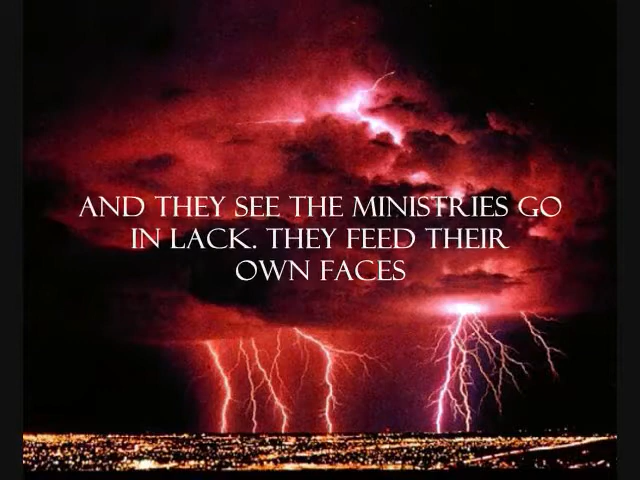 AND THEY SEE THE MINISTRIES GO
IN LACK. THEY FEED THEIR
OWN FACES